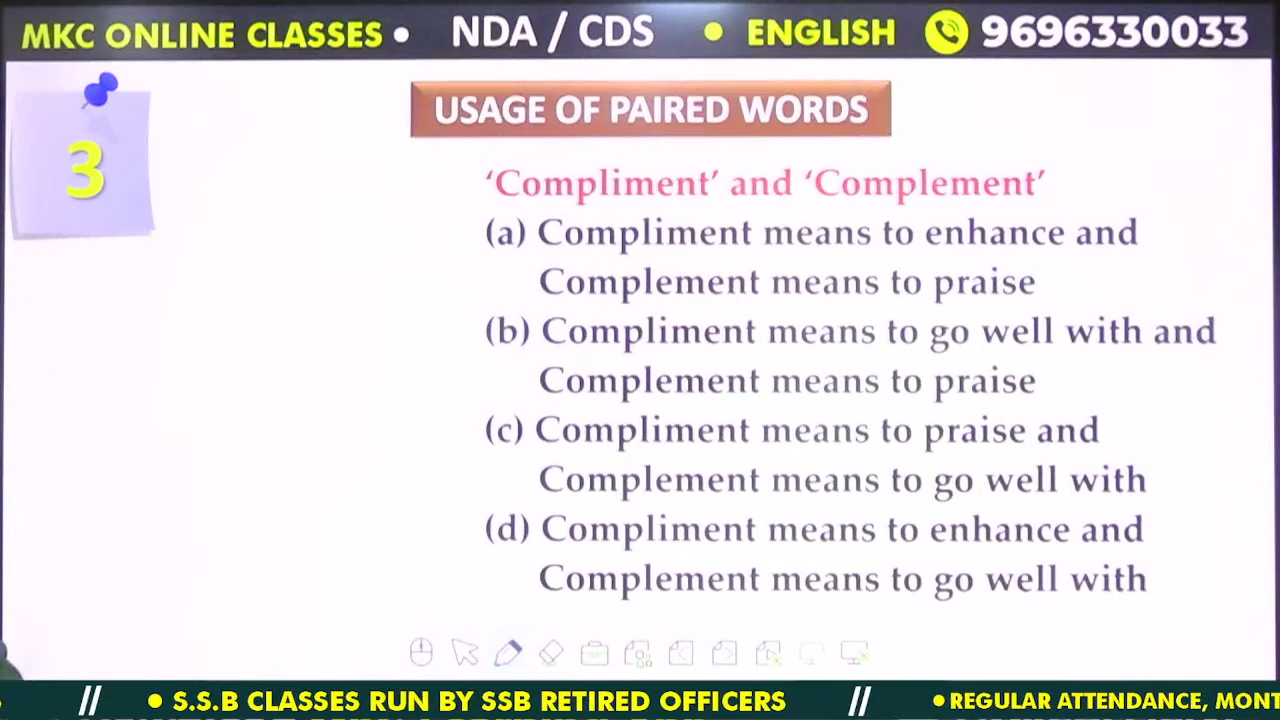 MKC ONLINE CLASSES • NDA / CDS • ENGLISH 9696330033
USAGE OF PAIRED WORDS
3
‘Compliment’ and ‘Complement’
(a) Compliment means to enhance and
Complement means to praise
(b) Compliment means to go well with and
Complement means to praise
(c) Compliment means to praise and
Complement means to go well with
(d) Compliment means to enhance and
Complement means to go well with
// • S.S.B CLASSES RUN BY SSB RETIRED OFFICERS // • REGULAR ATTENDANCE, MONT